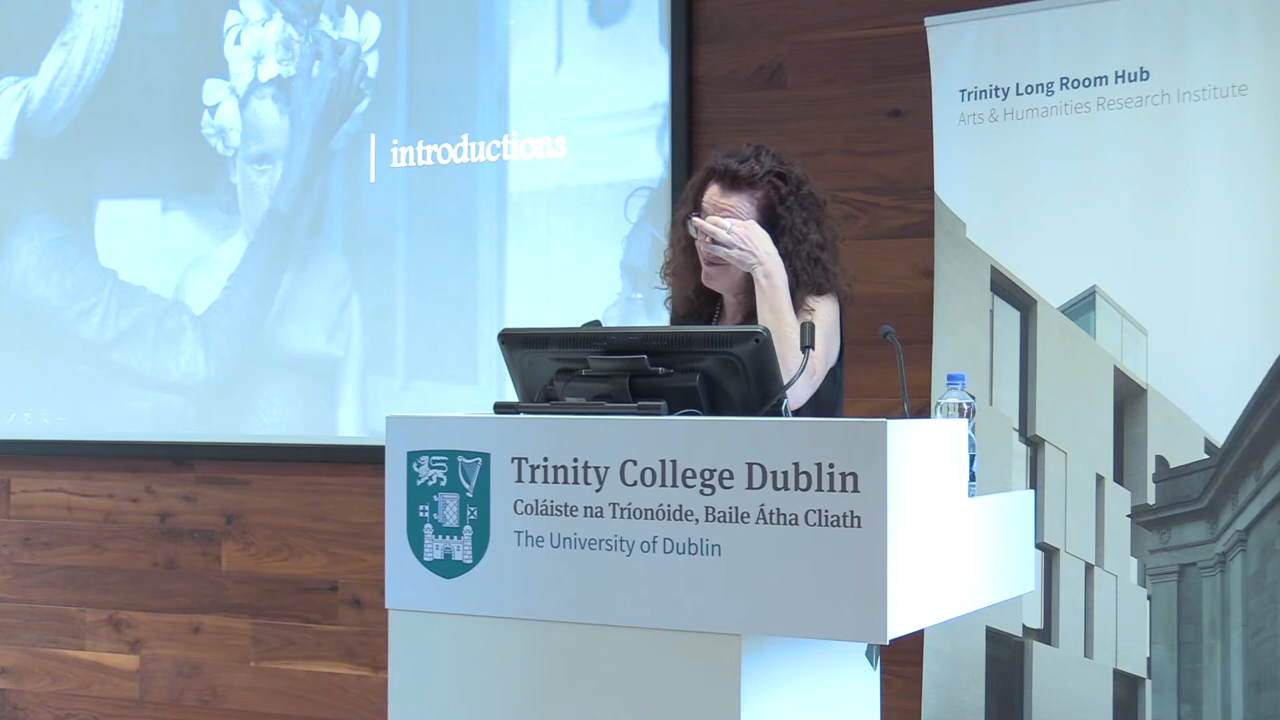 introductions
Trinity Long Room Hub
Arts & Humanities Research Institute
Trinity College Dublin
Coláiste na Tríonóide, Baile Átha Cliath
The University of Dublin